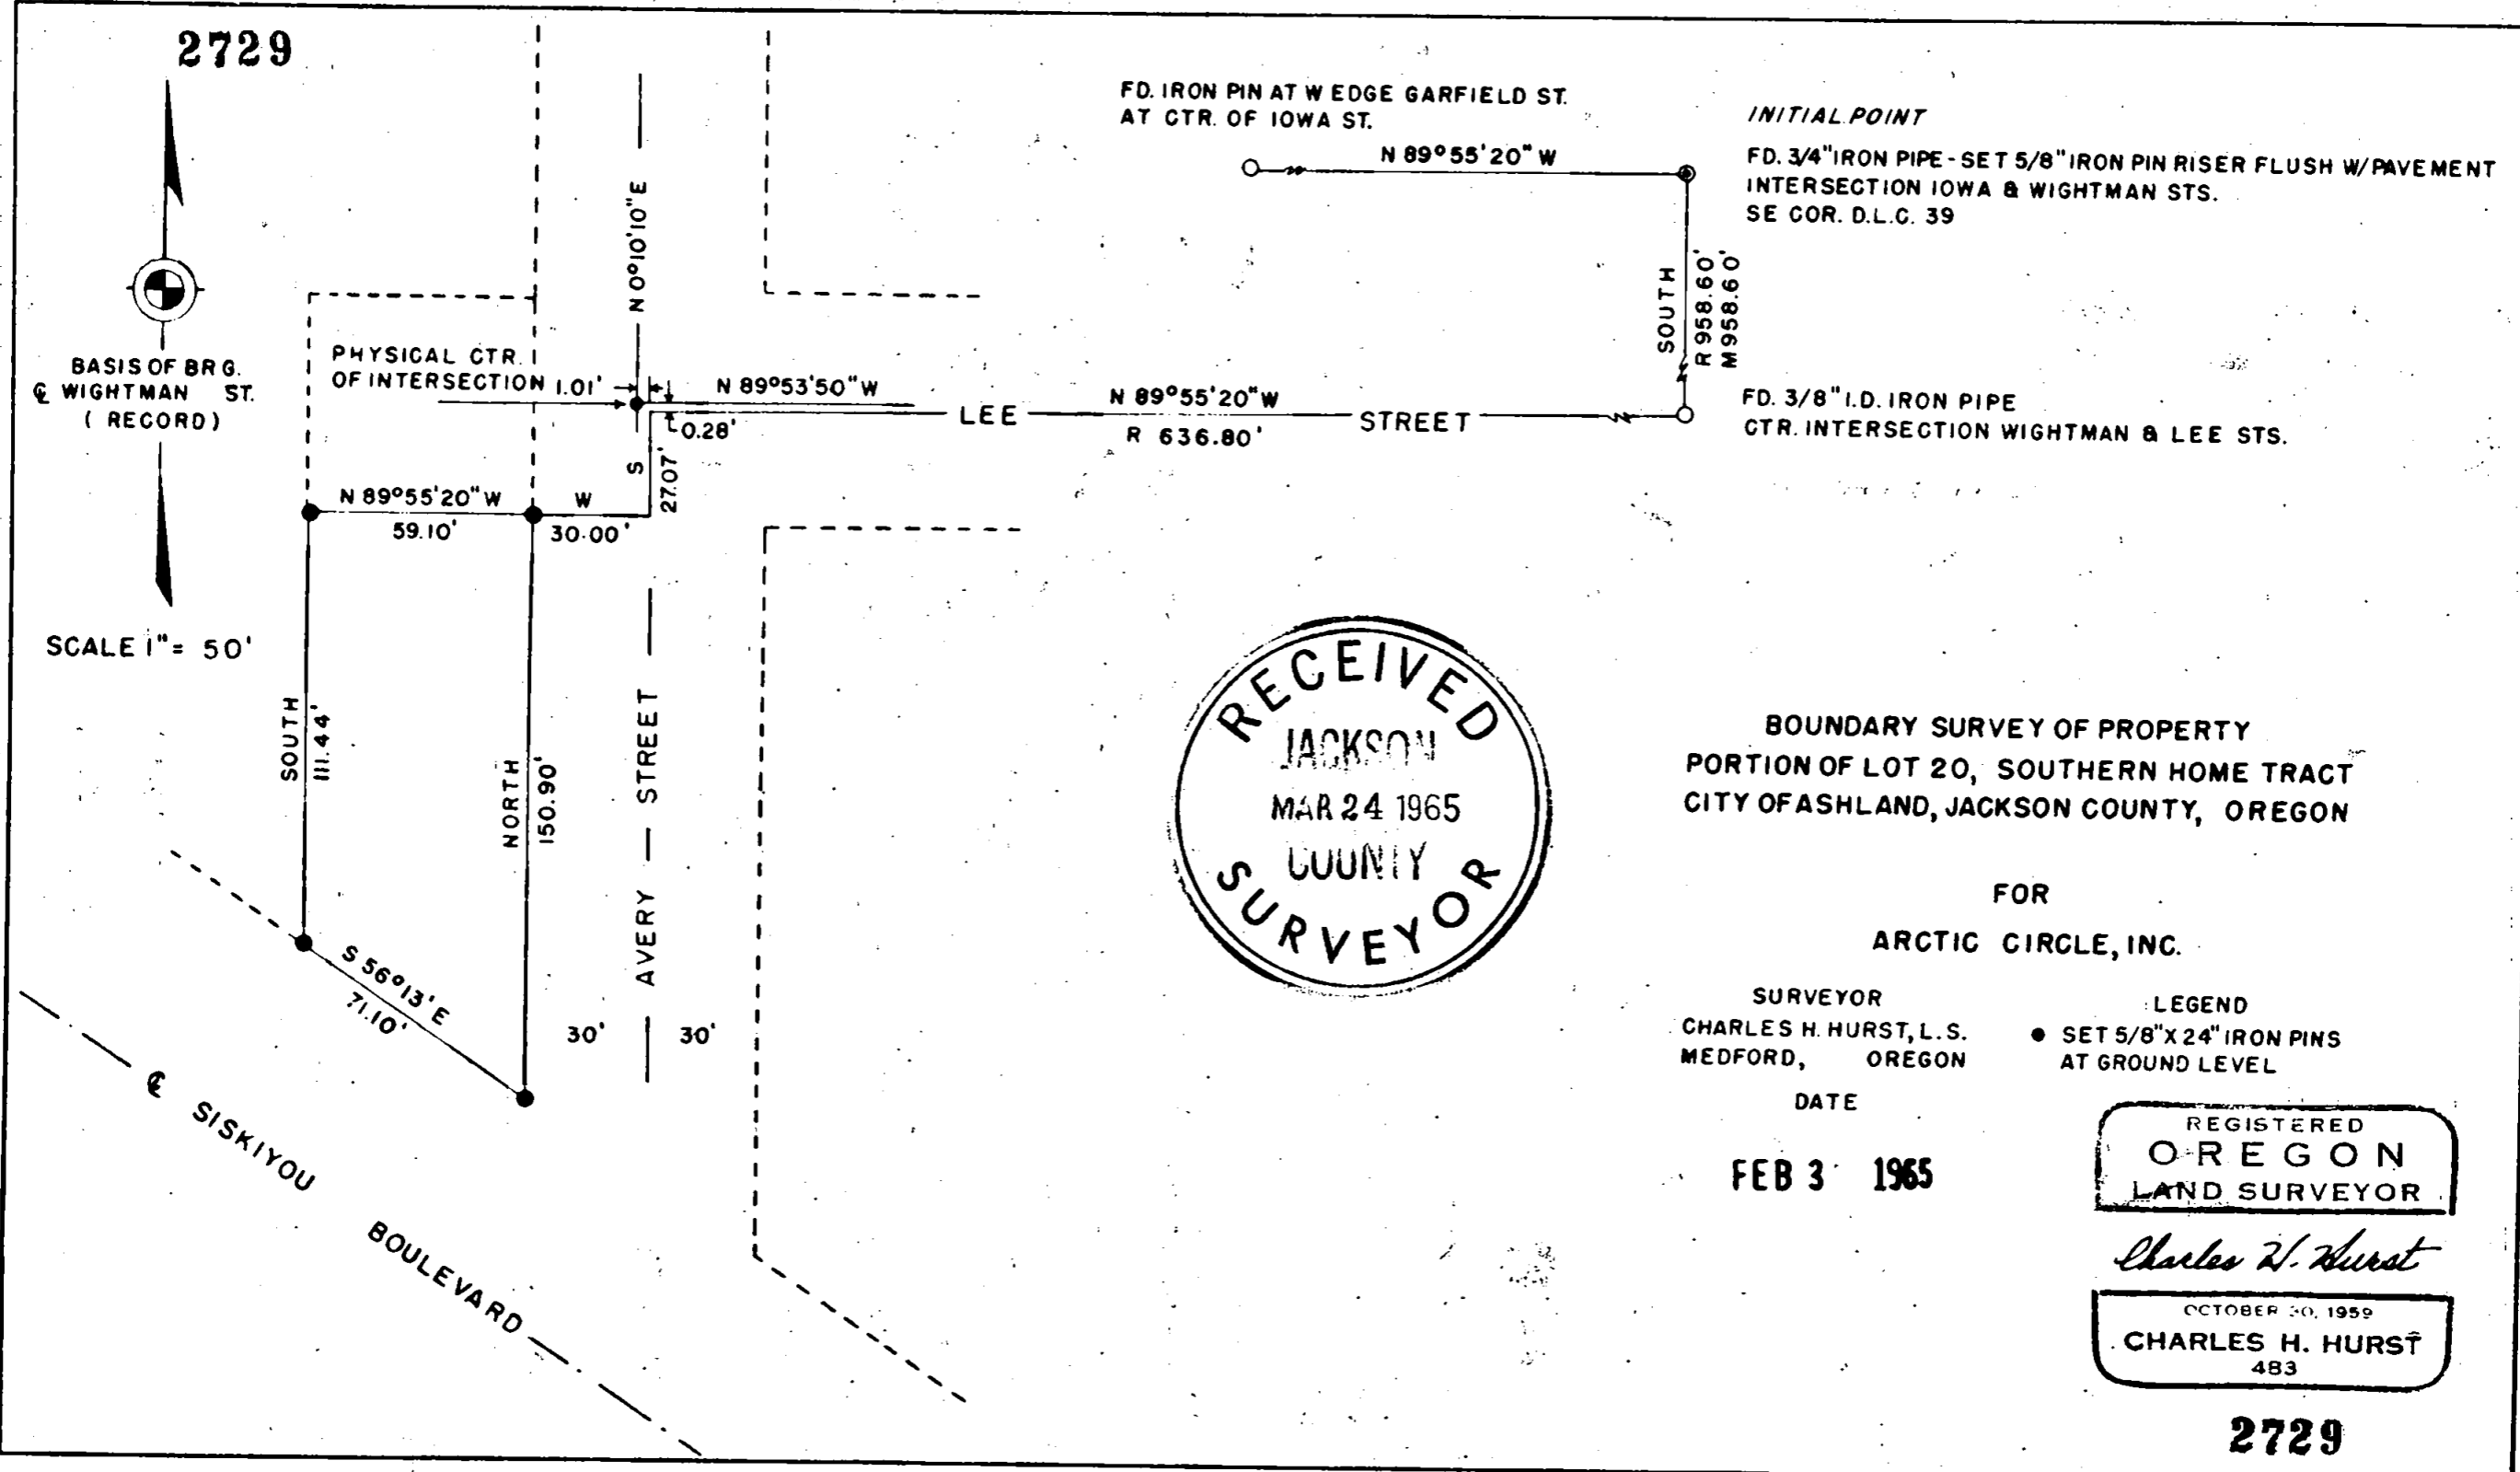 2729
BASIS OF BRG.
℄ WIGHTMAN ST.
( RECORD)
SCALE 1" = 50'
PHYSICAL CTR.
OF INTERSECTION
1.01'
N 0°10'10" E
N 89°53'50" W
0.28'
LEE
N 89°55'20" W
R 636.80'
STREET
S
27.07'
N 89°55'20" W
59.10'
W
30.00'
SOUTH
111.44'
NORTH
150.90'
S 56°13' E
71.10'
AVERY — STREET
30'
30'
℄ SISKIYOU
BOULEVARD
FD. IRON PIN AT W EDGE GARFIELD ST.
AT CTR. OF IOWA ST.
N 89°55'20" W
INITIAL POINT
FD. 3/4" IRON PIPE - SET 5/8" IRON PIN RISER FLUSH W/ PAVEMENT
INTERSECTION IOWA & WIGHTMAN STS.
SE COR. D.L.C. 39
SOUTH
R 958.60'
M 958.60'
FD. 3/8" I.D. IRON PIPE
CTR. INTERSECTION WIGHTMAN & LEE STS.
RECEIVED
JACKSON
MAR 24 1965
COUNTY
SURVEYOR
BOUNDARY SURVEY OF PROPERTY
PORTION OF LOT 20, SOUTHERN HOME TRACT
CITY OF ASHLAND, JACKSON COUNTY, OREGON
FOR
ARCTIC CIRCLE, INC.
SURVEYOR
CHARLES H. HURST, L.S.
MEDFORD, OREGON
LEGEND
● SET 5/8" X 24" IRON PINS
AT GROUND LEVEL
DATE
FEB 3 1965
REGISTERED
OREGON
LAND SURVEYOR
Charles H. Hurst
OCTOBER 30, 1959
CHARLES H. HURST
483
2729